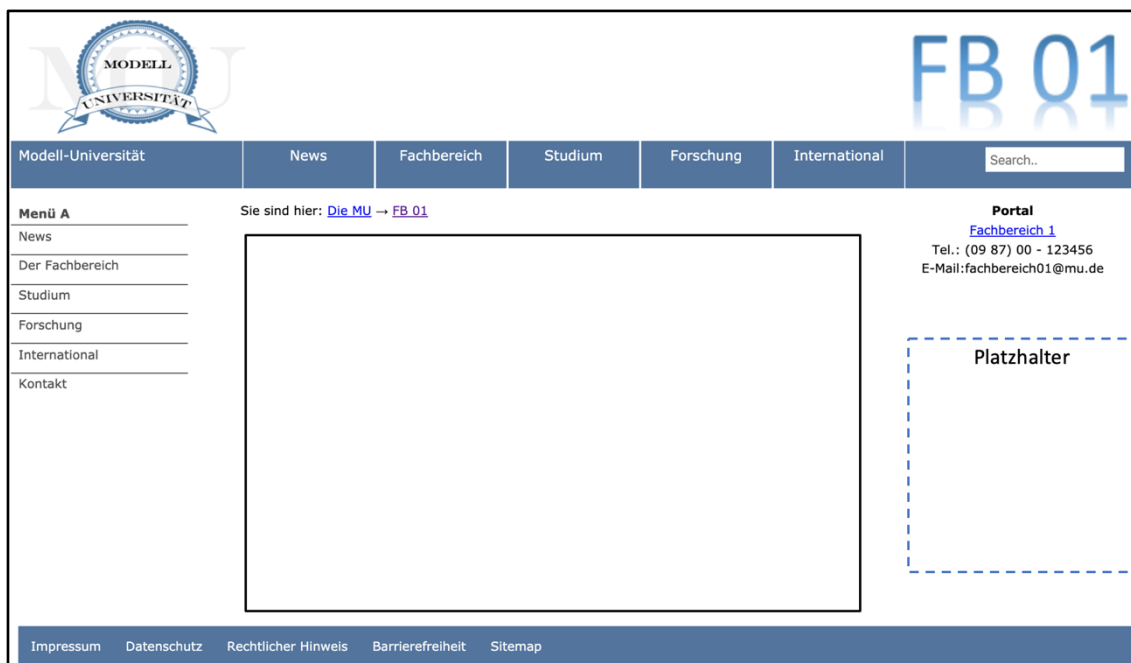 MU
MODELL
UNIVERSITÄT
FB 01
Modell-Universität News Fachbereich Studium Forschung International Search..
Menü A
News
Der Fachbereich
Studium
Forschung
International
Kontakt
Sie sind hier: Die MU → FB 01
Portal
Fachbereich 1
Tel.: (09 87) 00 - 123456
E-Mail:fachbereich01@mu.de
Platzhalter
Impressum Datenschutz Rechtlicher Hinweis Barrierefreiheit Sitemap